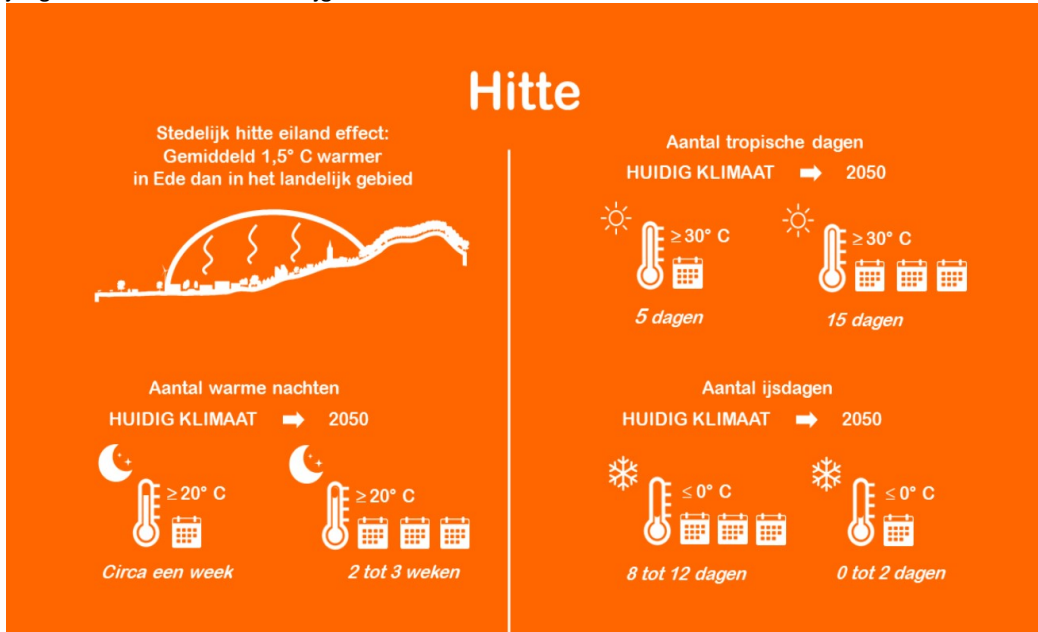 Hitte
Stedelijk hitte eiland effect:
Gemiddeld 1,5° C warmer
in Ede dan in het landelijk gebied
Aantal tropische dagen
HUIDIG KLIMAAT ➡ 2050
≥30° C
≥30° C
5 dagen
15 dagen
Aantal warme nachten
HUIDIG KLIMAAT ➡ 2050
≥20° C
≥20° C
Circa een week
2 tot 3 weken
Aantal ijsdagen
HUIDIG KLIMAAT ➡ 2050
≤0° C
≤0° C
8 tot 12 dagen
0 tot 2 dagen